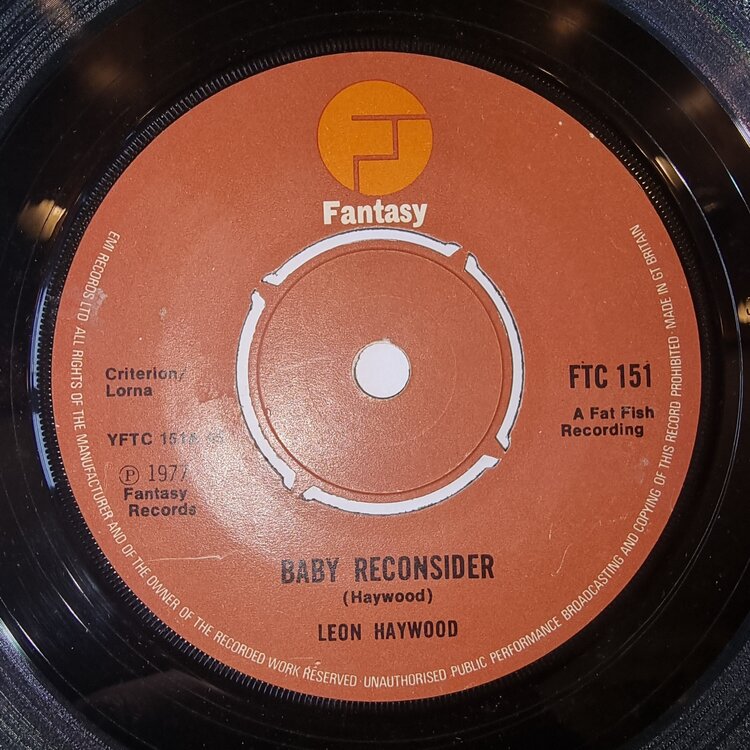 Fantasy
Criterion/
Lorna
YFTC 151A
℗ 1977
Fantasy
Records
FTC 151
A Fat Fish
Recording
BABY RECONSIDER
(Haywood)
LEON HAYWOOD
EMI RECORDS LTD ALL RIGHTS OF THE MANUFACTURER AND OF THE OWNER OF THE RECORDED WORK RESERVED · UNAUTHORISED PUBLIC PERFORMANCE BROADCASTING AND COPYING OF THIS RECORD PROHIBITED · MADE IN GT BRITAIN